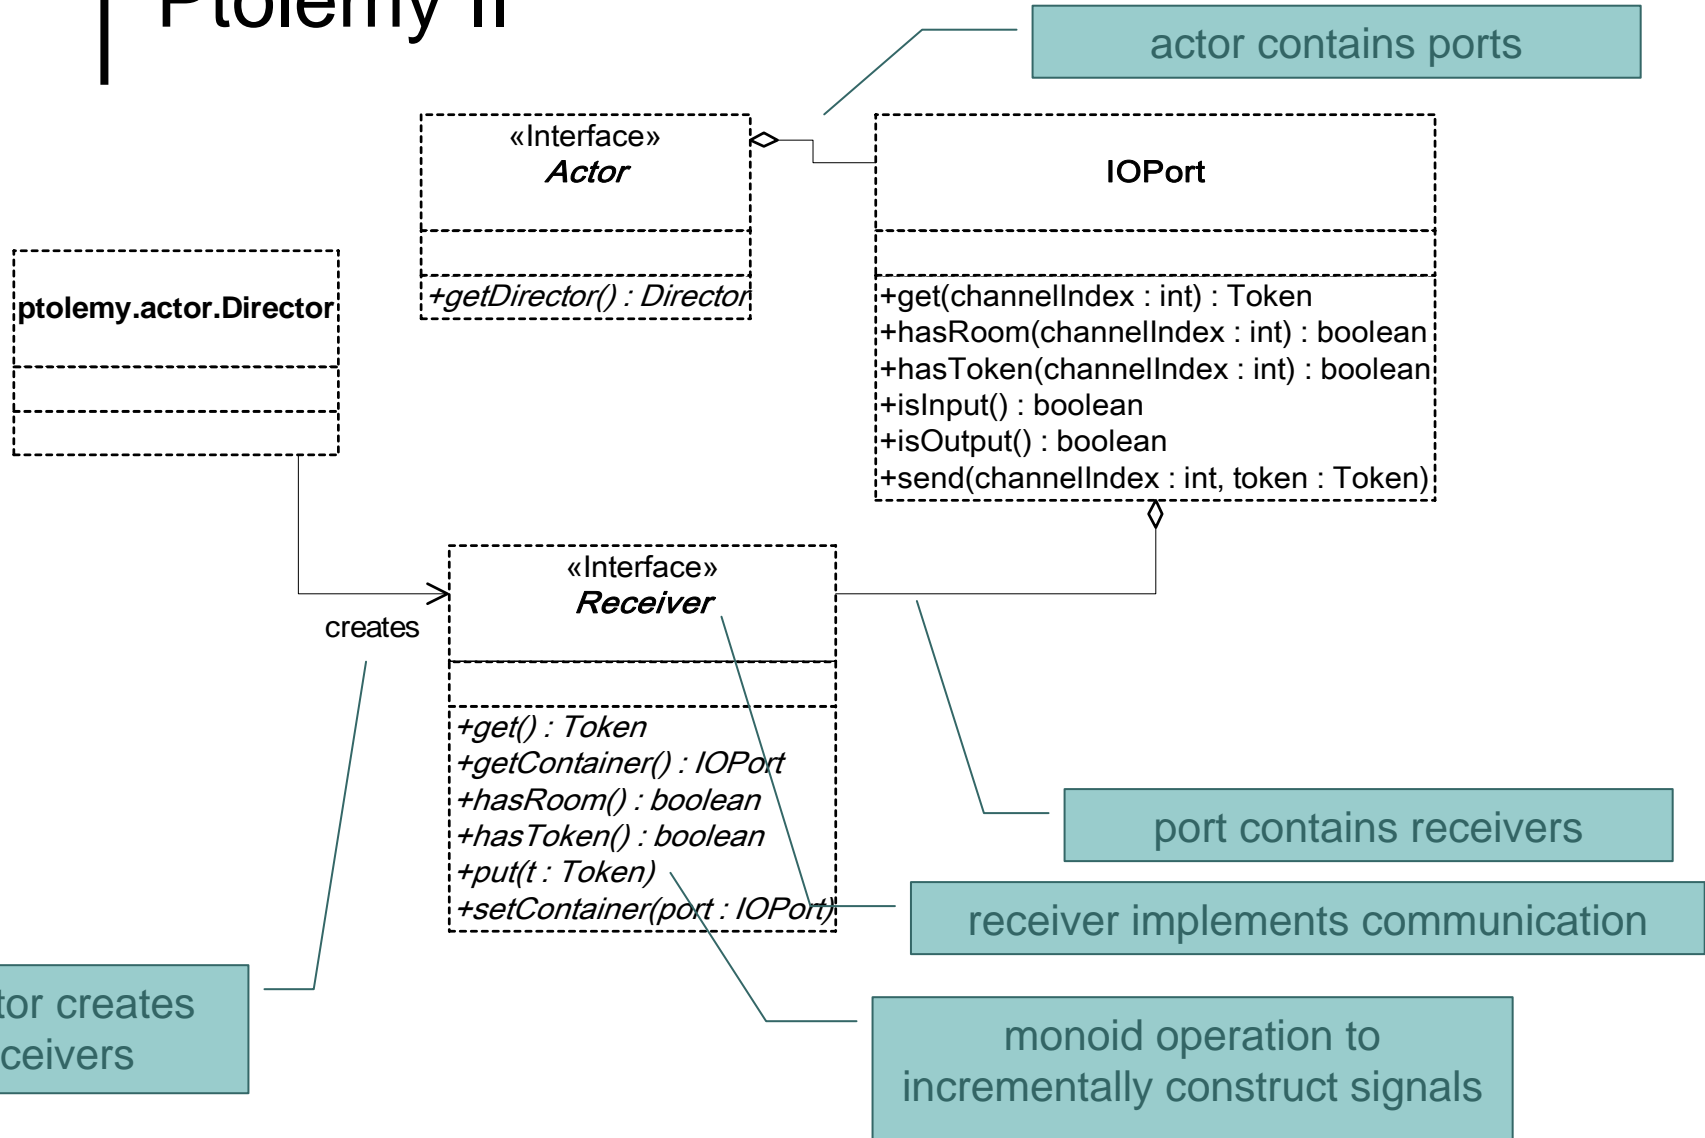 Ptolemy II
actor contains ports
«Interface»
Actor
+getDirector() : Director
IOPort
+get(channelIndex : int) : Token
+hasRoom(channelIndex : int) : boolean
+hasToken(channelIndex : int) : boolean
+isInput() : boolean
+isOutput() : boolean
+send(channelIndex : int, token : Token)
ptolemy.actor.Director
creates
«Interface»
Receiver
+get() : Token
+getContainer() : IOPort
+hasRoom() : boolean
+hasToken() : boolean
+put(t : Token)
+setContainer(port : IOPort)
port contains receivers
receiver implements communication
tor creates
ceivers
monoid operation to
incrementally construct signals